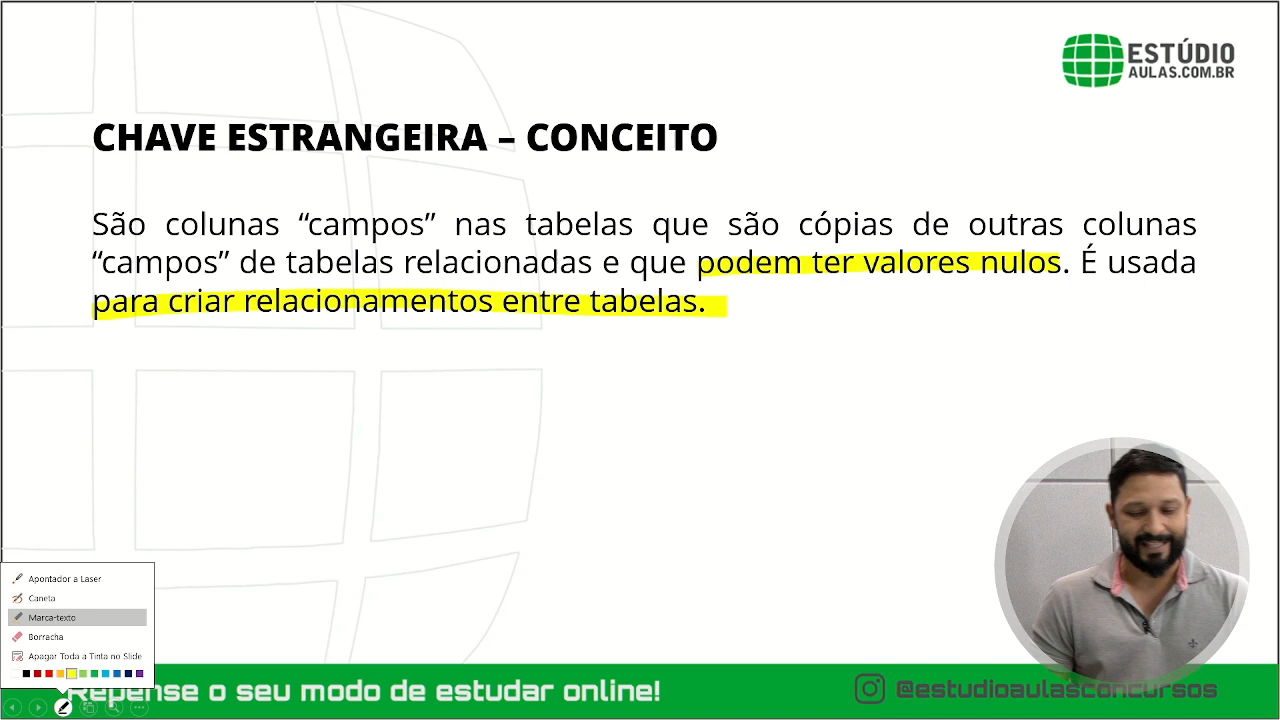 ESTÚDIO
AULAS.COM.BR
CHAVE ESTRANGEIRA – CONCEITO
São colunas “campos” nas tabelas que são cópias de outras colunas
“campos” de tabelas relacionadas e que podem ter valores nulos. É usada
para criar relacionamentos entre tabelas.
Apontador a Laser
Caneta
Marca-texto
Borracha
Apagar Toda a Tinta no Slide
Repense o seu modo de estudar online!
@estudioaulasconcursos